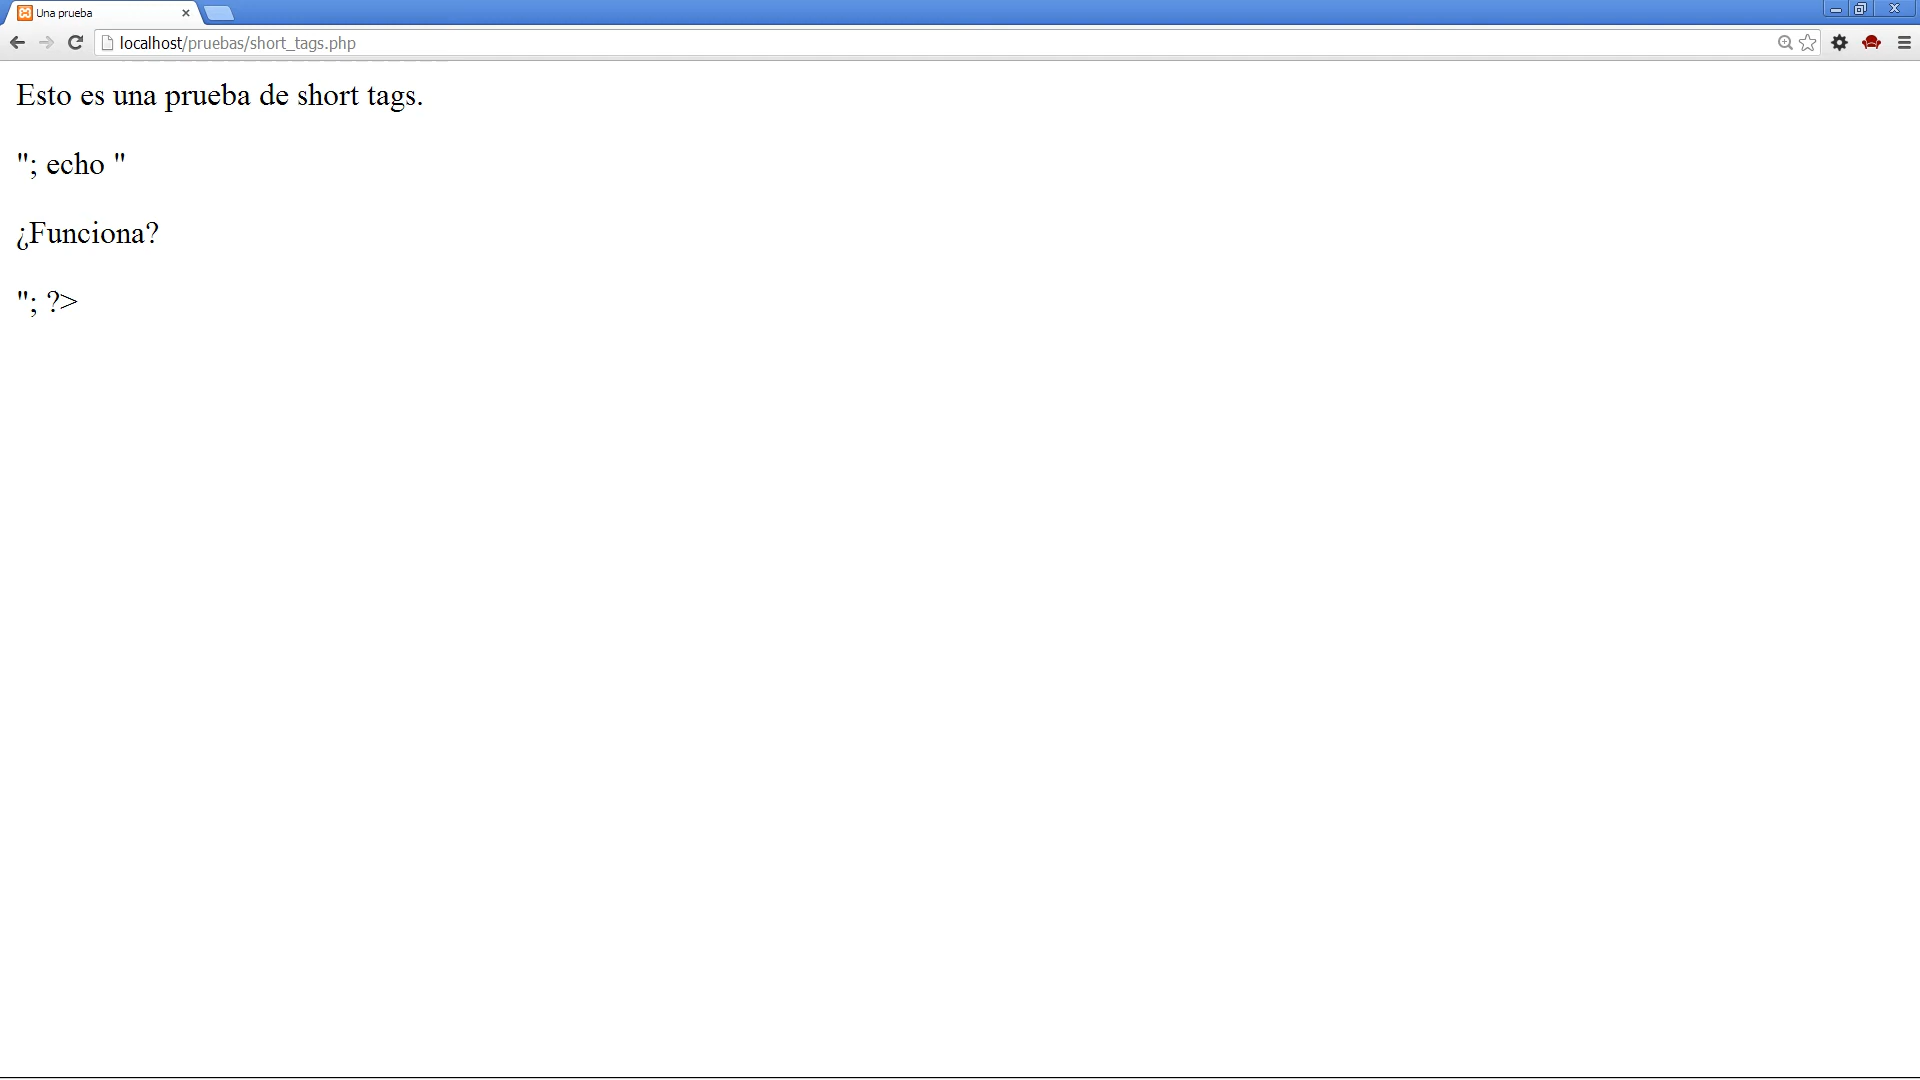 Una prueba
localhost/pruebas/short_tags.php
Esto es una prueba de short tags.
"; echo "
¿Funciona?
"; ?>